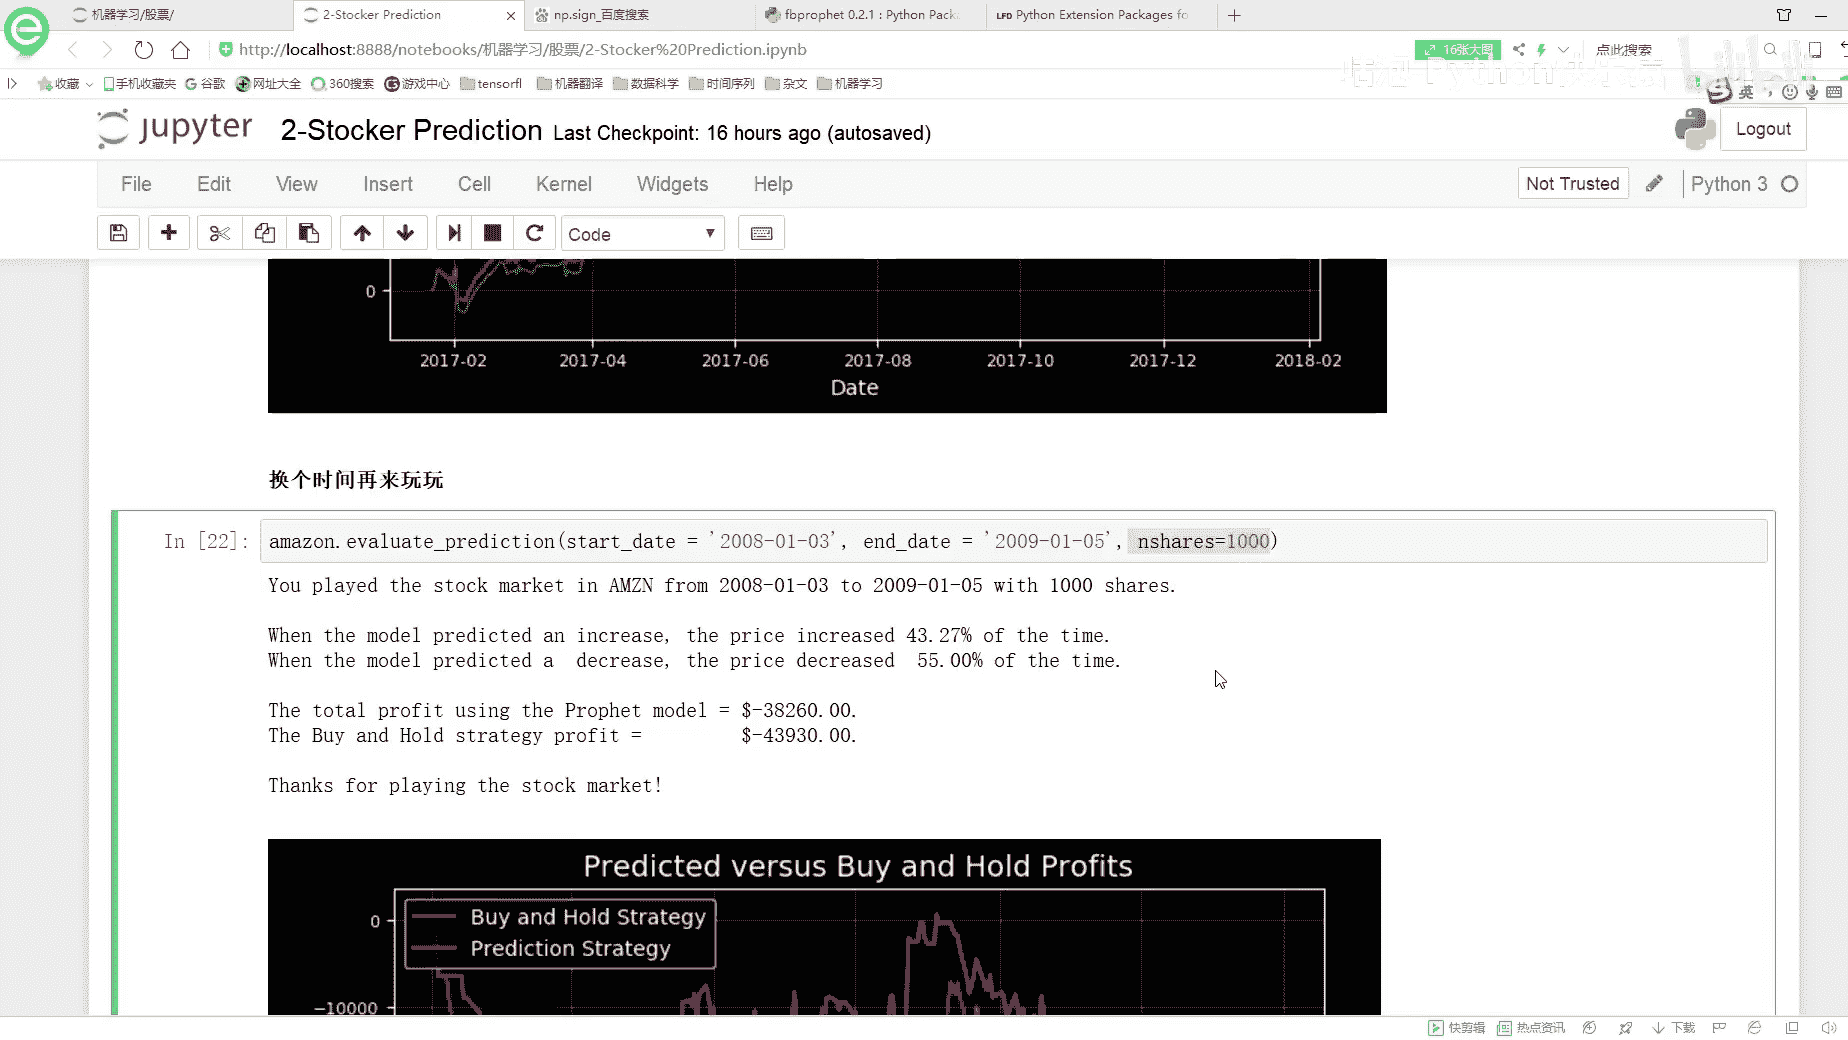 机器学习/股票/
2-Stocker Prediction
np.sign_百度搜索
fbprophet 0.2.1 : Python Pack
LFD Python Extension Packages fo
http://localhost:8888/notebooks/机器学习/股票/2-Stocker%20Prediction.ipynb
16张大图
点此搜索
收藏
手机收藏夹
G 谷歌
网址大全
360搜索
游戏中心
tensorfl
机器翻译
数据科学
时间序列
杂文
机器学习
英
jupyter
2-Stocker Prediction
Last Checkpoint: 16 hours ago (autosaved)
Logout
File
Edit
View
Insert
Cell
Kernel
Widgets
Help
Not Trusted
Python 3
Code
0
2017-02
2017-04
2017-06
2017-08
2017-10
2017-12
2018-02
Date
换个时间再来玩玩
In [22]:
amazon.evaluate_prediction(start_date = '2008-01-03', end_date = '2009-01-05', nshares=1000)
You played the stock market in AMZN from 2008-01-03 to 2009-01-05 with 1000 shares.
When the model predicted an increase, the price increased 43.27% of the time.
When the model predicted a  decrease, the price decreased  55.00% of the time.
The total profit using the Prophet model = $-38260.00.
The Buy and Hold strategy profit =         $-43930.00.
Thanks for playing the stock market!
Predicted versus Buy and Hold Profits
0
Buy and Hold Strategy
Prediction Strategy
−10000
快剪辑
热点资讯
下载